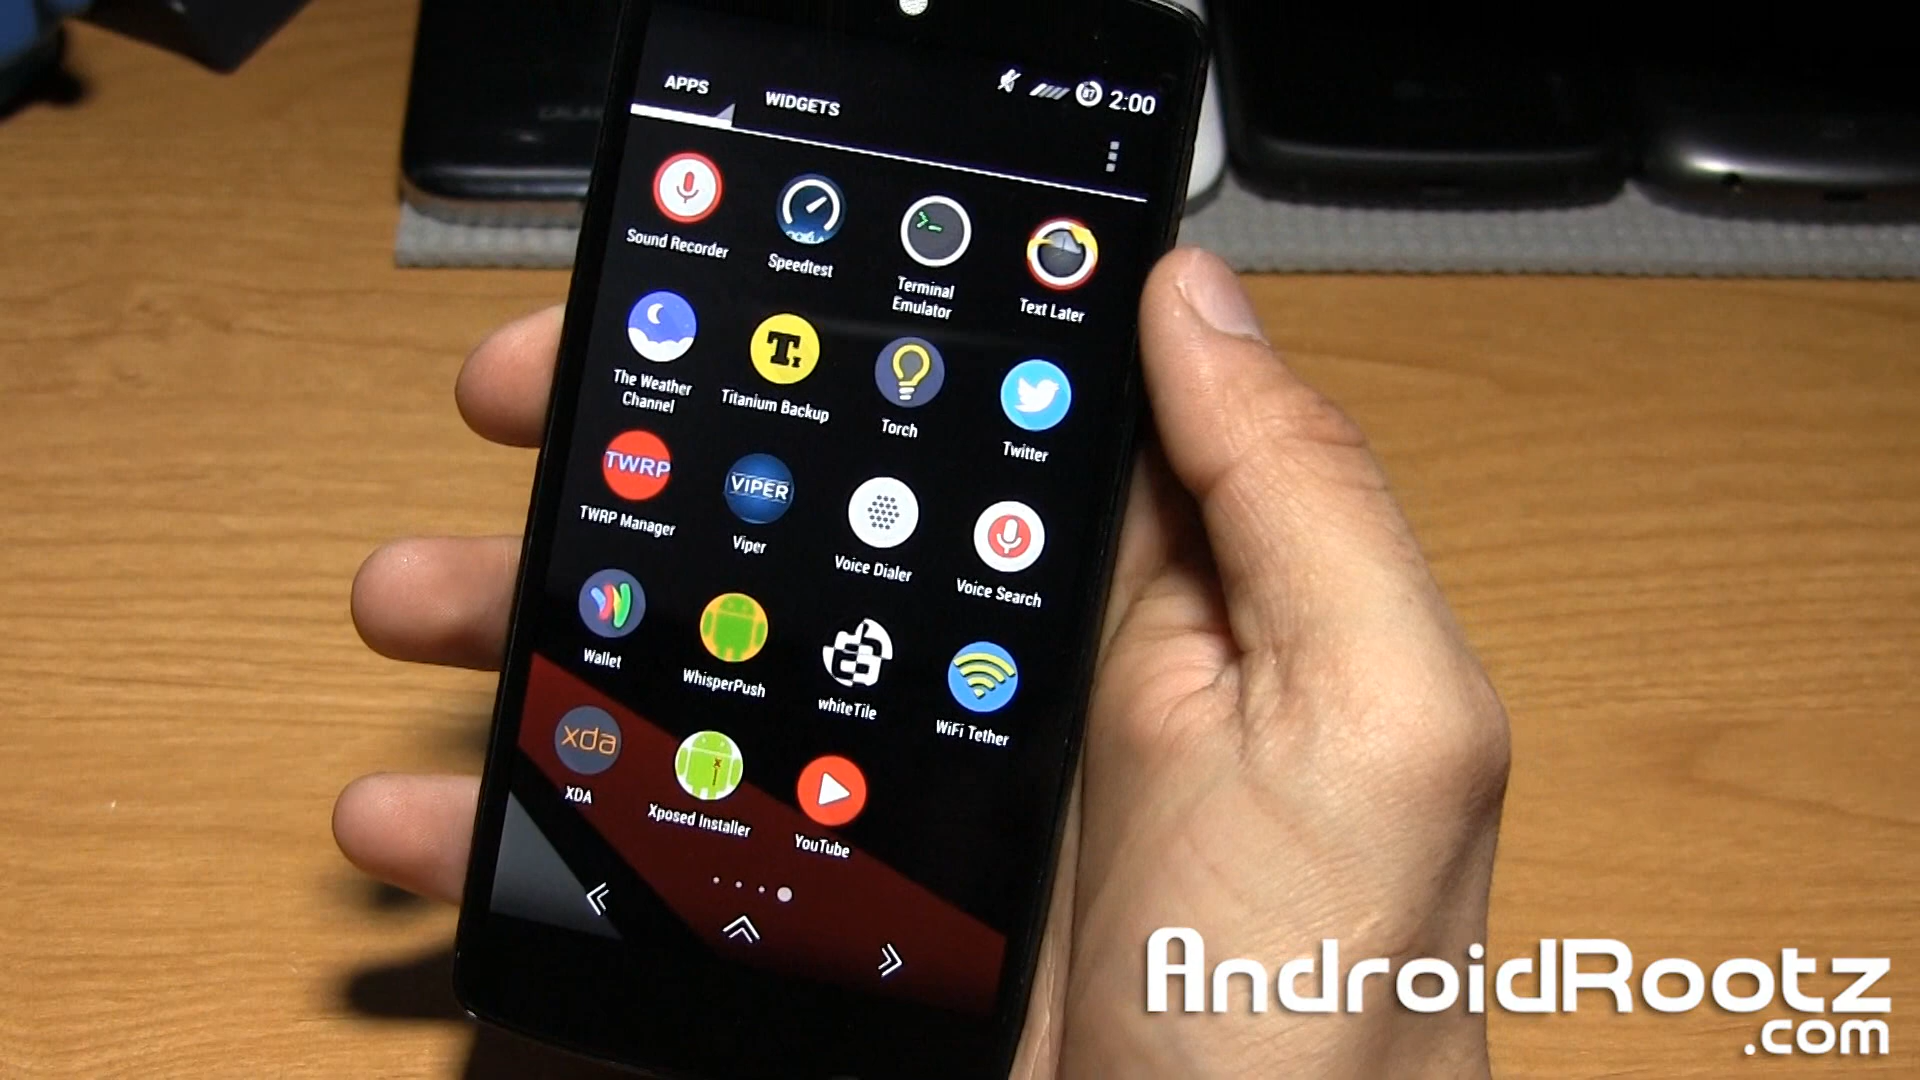 APPS WIDGETS
87 2:00
Sound Recorder
Speedtest
Terminal
Emulator
Text Later
The Weather
Channel
Titanium Backup
Torch
Twitter
TWRP
TWRP Manager
VIPER
Viper
Voice Dialer
Voice Search
Wallet
WhisperPush
whiteTile
WiFi Tether
xda
XDA
Xposed Installer
YouTube
AndroidRootz
.com